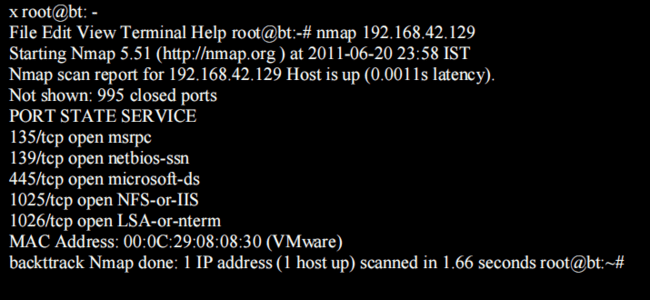 x root@bt: -
File Edit View Terminal Help root@bt:-# nmap 192.168.42.129
Starting Nmap 5.51 (http://nmap.org ) at 2011-06-20 23:58 IST
Nmap scan report for 192.168.42.129 Host is up (0.0011s latency).
Not shown: 995 closed ports
PORT STATE SERVICE
135/tcp open msrpc
139/tcp open netbios-ssn
445/tcp open microsoft-ds
1025/tcp open NFS-or-IIS
1026/tcp open LSA-or-nterm
MAC Address: 00:0C:29:08:08:30 (VMware)
backttrack Nmap done: 1 IP address (1 host up) scanned in 1.66 seconds root@bt:~#